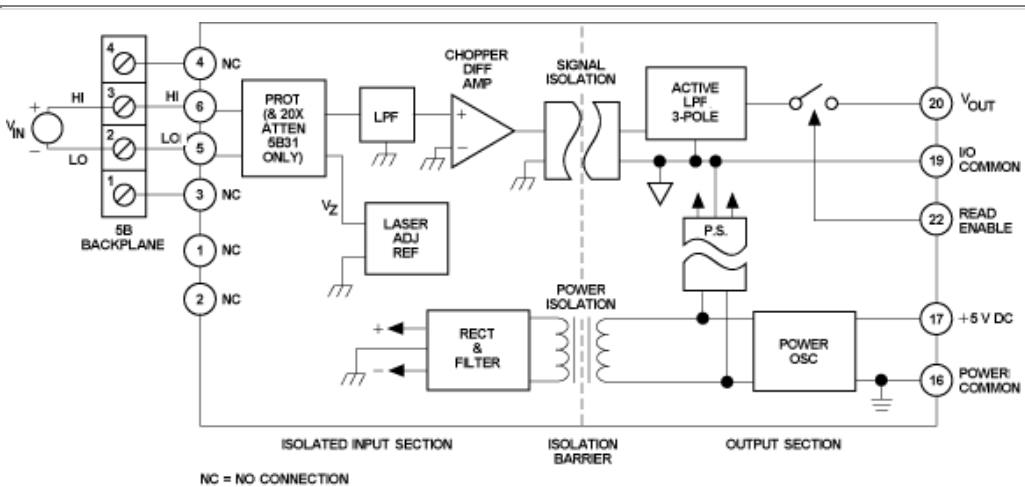 4
3
2
1
5B
BACKPLANE
VIN
+
–
HI
LO
4
NC
6
HI
5
LO
3
NC
1
NC
2
NC
PROT
(& 20X
ATTEN
5B31
ONLY)
LPF
CHOPPER
DIFF
AMP
+
–
VZ
LASER
ADJ
REF
SIGNAL
ISOLATION
ACTIVE
LPF
3-POLE
20
VOUT
19
I/O
COMMON
22
READ
ENABLE
P.S.
POWER
ISOLATION
+
–
RECT
&
FILTER
POWER
OSC
17
+5 V DC
16
POWER
COMMON
ISOLATED INPUT SECTION
ISOLATION
BARRIER
OUTPUT SECTION
NC = NO CONNECTION